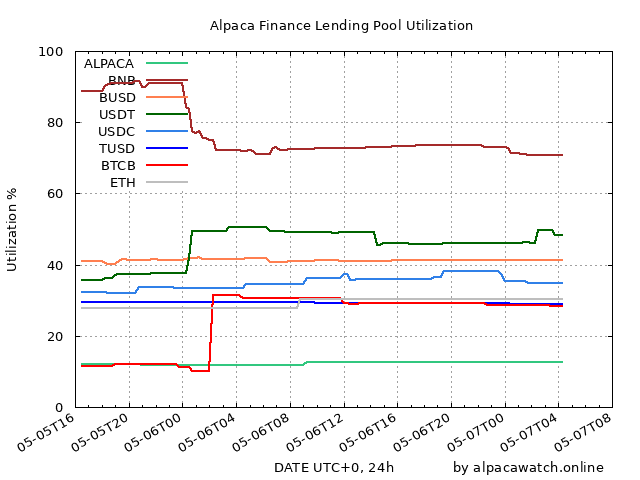 Alpaca Finance Lending Pool Utilization
Utilization %
100
80
60
40
20
0
ALPACA
BNB
BUSD
USDT
USDC
TUSD
BTCB
ETH
05-05T16
05-05T20
05-06T00
05-06T04
05-06T08
05-06T12
05-06T16
05-06T20
05-07T00
05-07T04
05-07T08
DATE UTC+0, 24h
by alpacawatch.online